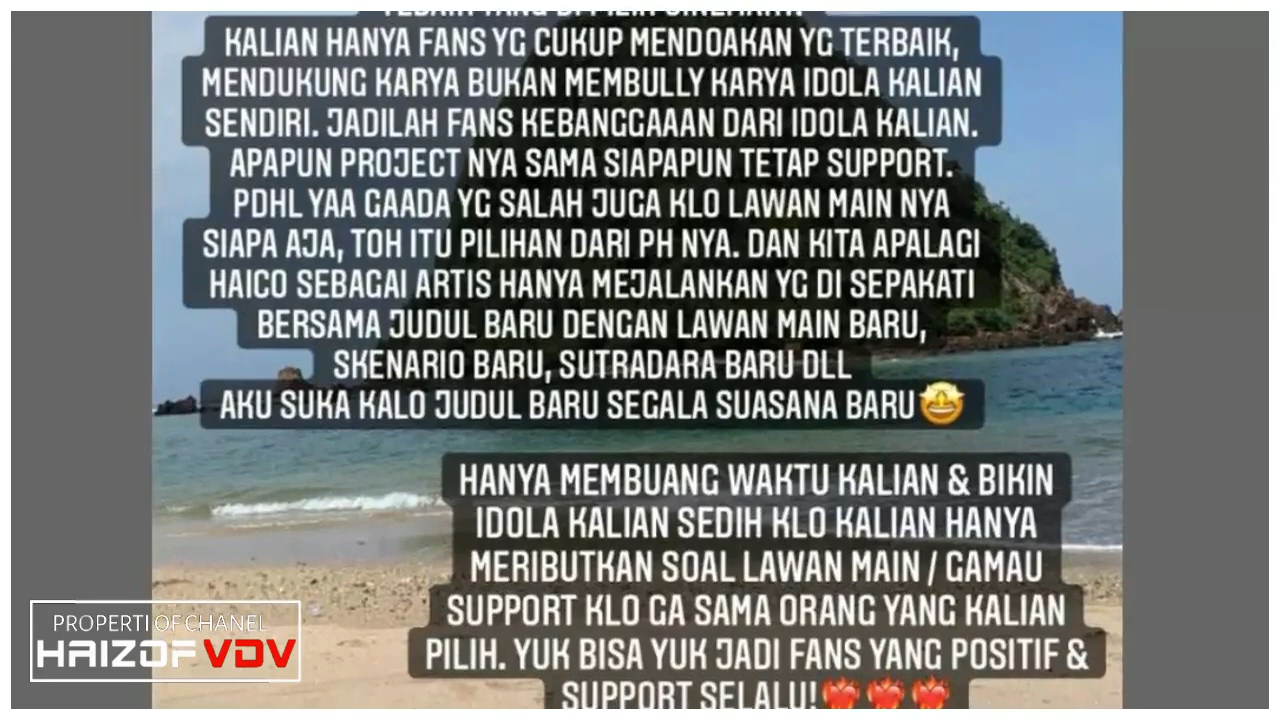 KALIAN HANYA FANS YG CUKUP MENDOAKAN YG TERBAIK,
MENDUKUNG KARYA BUKAN MEMBULLY KARYA IDOLA KALIAN
SENDIRI. JADILAH FANS KEBANGGAAAN DARI IDOLA KALIAN.
APAPUN PROJECT NYA SAMA SIAPAPUN TETAP SUPPORT.
PDHL YAA GAADA YG SALAH JUGA KLO LAWAN MAIN NYA
SIAPA AJA, TOH ITU PILIHAN DARI PH NYA. DAN KITA APALAGI
HAICO SEBAGAI ARTIS HANYA MEJALANKAN YG DI SEPAKATI
BERSAMA JUDUL BARU DENGAN LAWAN MAIN BARU,
SKENARIO BARU, SUTRADARA BARU DLL
AKU SUKA KALO JUDUL BARU SEGALA SUASANA BARU🤩
HANYA MEMBUANG WAKTU KALIAN & BIKIN
IDOLA KALIAN SEDIH KLO KALIAN HANYA
MERIBUTKAN SOAL LAWAN MAIN / GAMAU
SUPPORT KLO GA SAMA ORANG YANG KALIAN
PILIH. YUK BISA YUK JADI FANS YANG POSITIF &
SUPPORT SELALU!❤️‍🔥❤️‍🔥❤️‍🔥
PROPERTI OF CHANEL
HAIZOF VDV